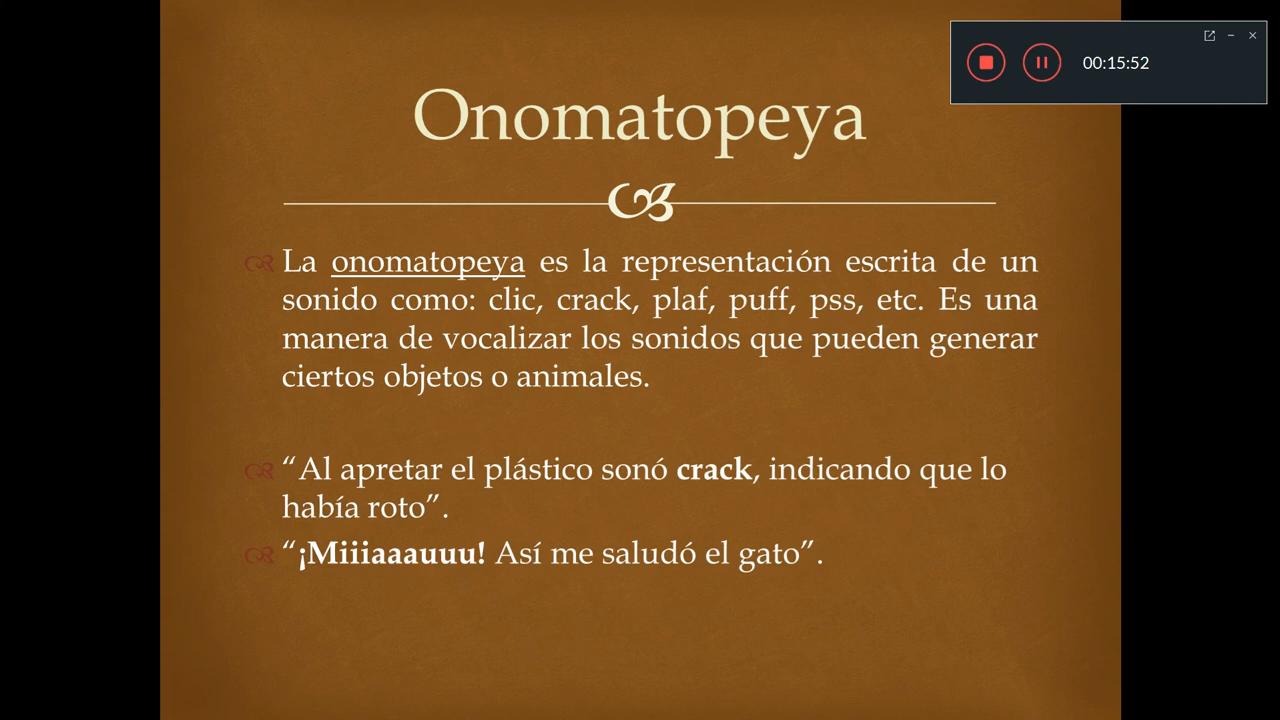 Onomatopeya
00:15:52
La onomatopeya es la representación escrita de un
sonido como: clic, crack, plaf, puff, pss, etc. Es una
manera de vocalizar los sonidos que pueden generar
ciertos objetos o animales.
“Al apretar el plástico sonó crack, indicando que lo
había roto”.
“¡Miiiaaauuu! Así me saludó el gato”.